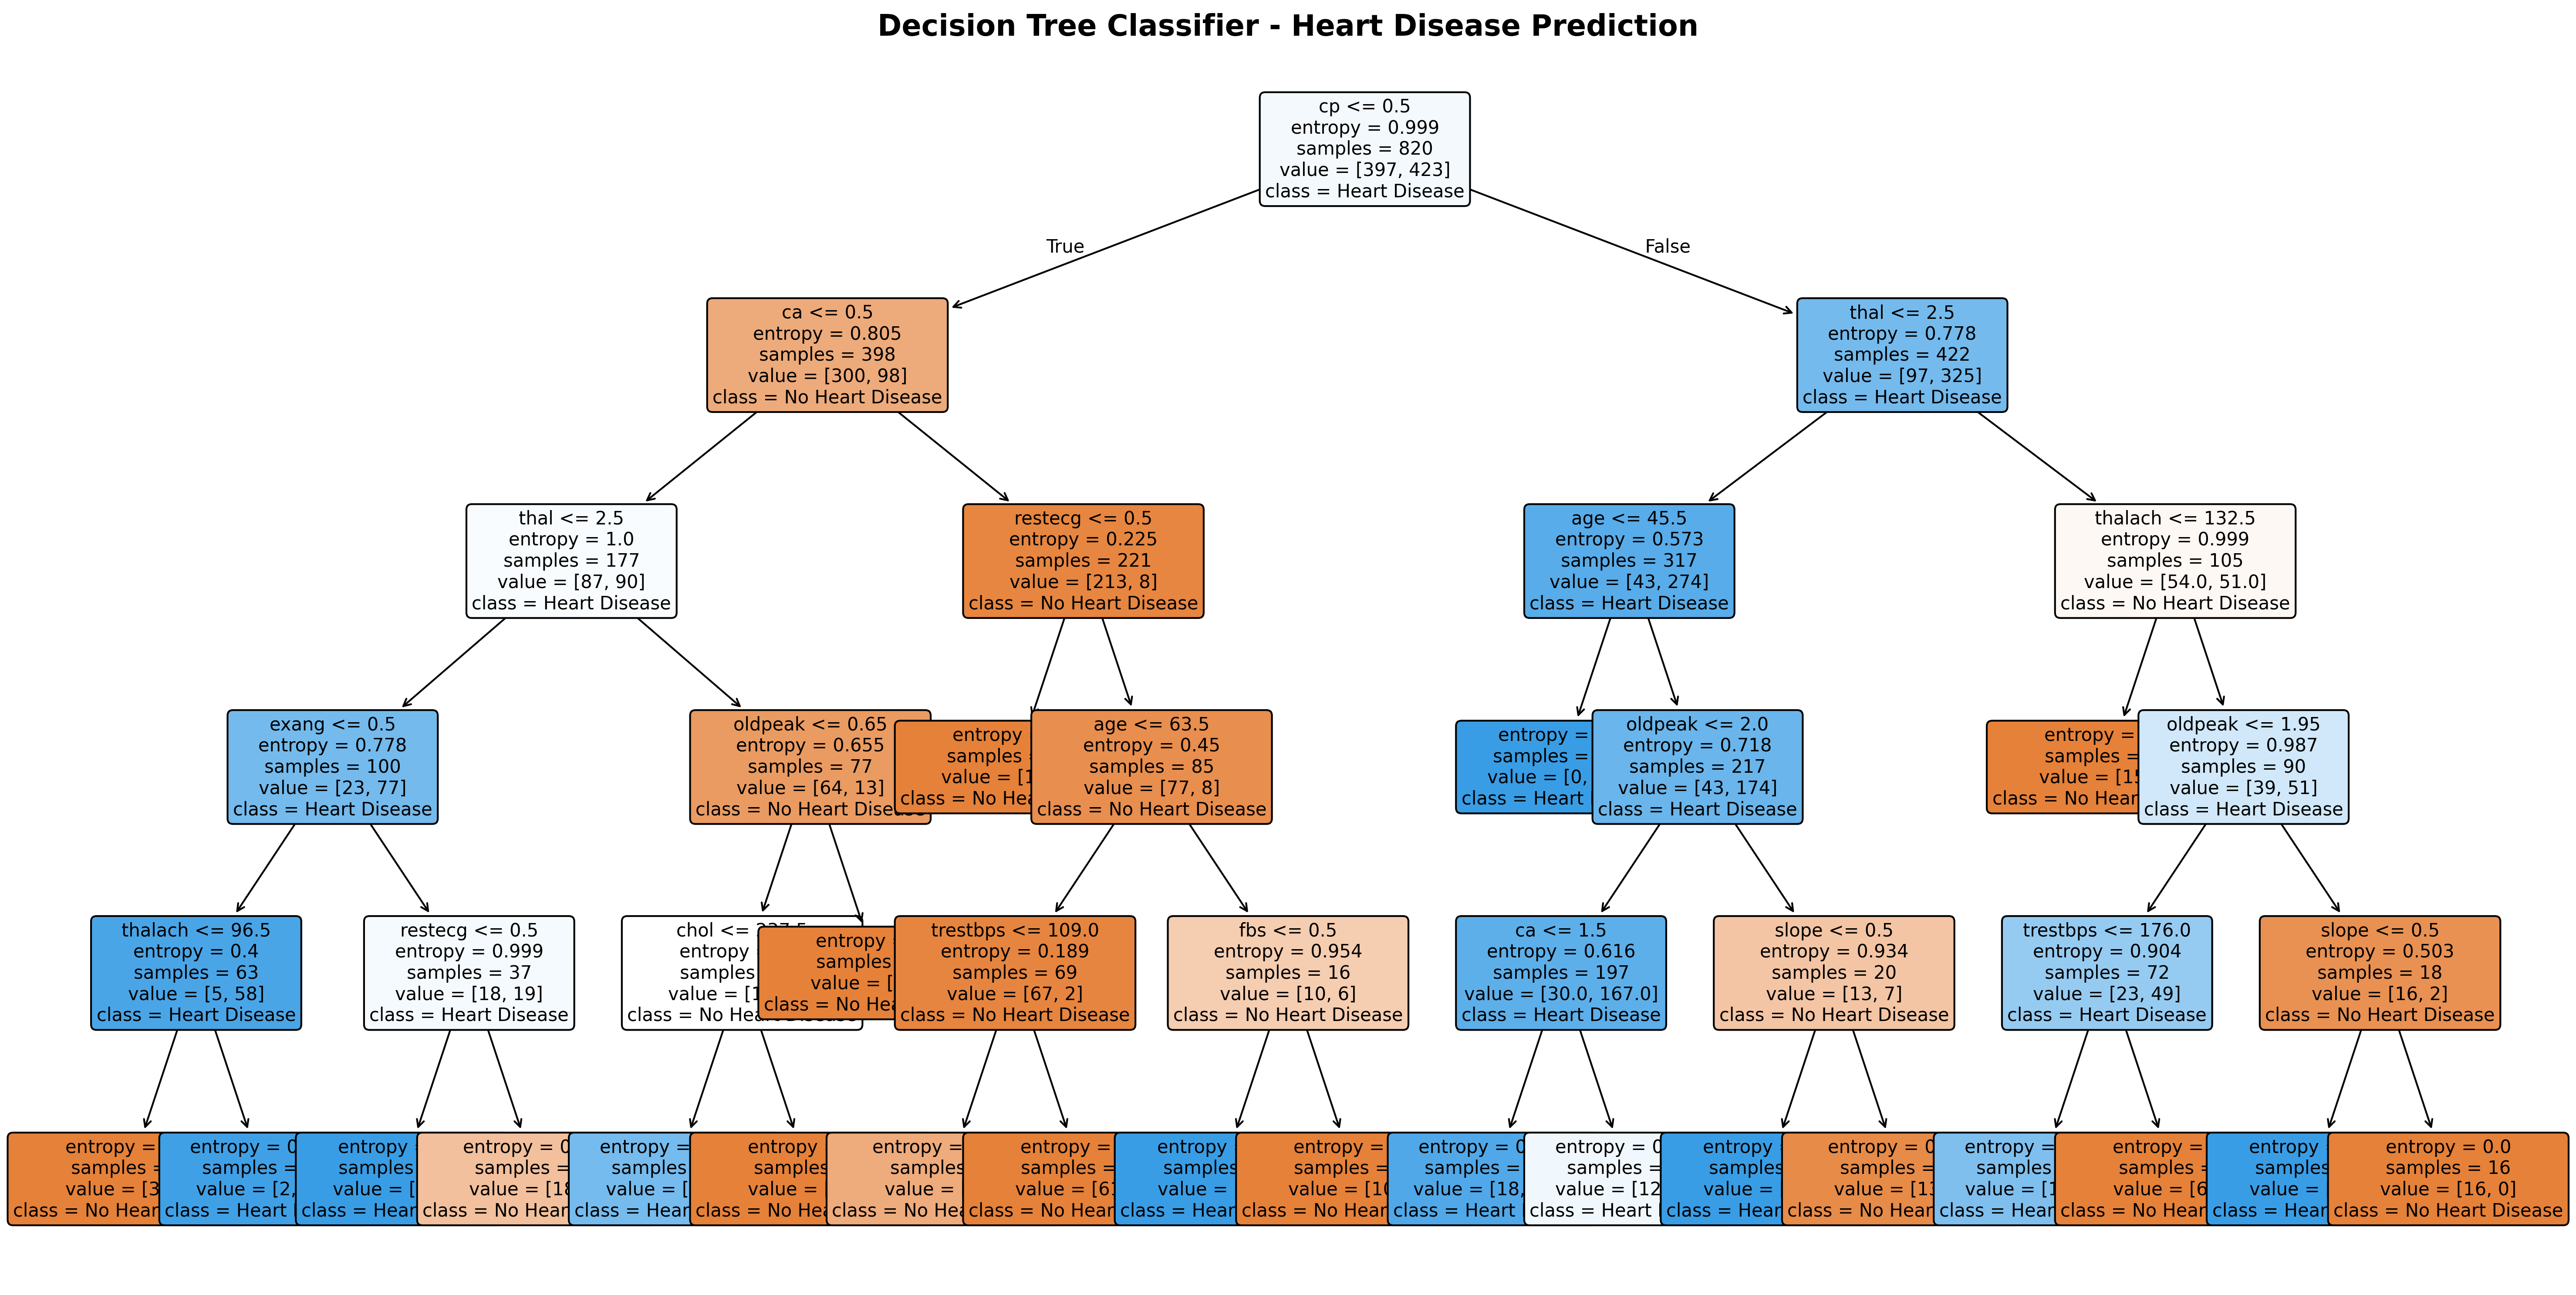 Decision Tree Classifier - Heart Disease Prediction
cp <= 0.5
entropy = 0.999
samples = 820
value = [397, 423]
class = Heart Disease
True
False
ca <= 0.5
entropy = 0.805
samples = 398
value = [300, 98]
class = No Heart Disease
thal <= 2.5
entropy = 0.778
samples = 422
value = [97, 325]
class = Heart Disease
thal <= 2.5
entropy = 1.0
samples = 177
value = [87, 90]
class = Heart Disease
restecg <= 0.5
entropy = 0.225
samples = 221
value = [213, 8]
class = No Heart Disease
age <= 45.5
entropy = 0.573
samples = 317
value = [43, 274]
class = Heart Disease
thalach <= 132.5
entropy = 0.999
samples = 105
value = [54.0, 51.0]
class = No Heart Disease
exang <= 0.5
entropy = 0.778
samples = 100
value = [23, 77]
class = Heart Disease
oldpeak <= 0.65
entropy = 0.655
samples = 77
value = [64, 13]
class = No Heart Disease
entropy
samples
value = [1
class = No Hea
age <= 63.5
entropy = 0.45
samples = 85
value = [77, 8]
class = No Heart Disease
entropy =
samples =
value = [0,
class = Heart
oldpeak <= 2.0
entropy = 0.718
samples = 217
value = [43, 174]
class = Heart Disease
entropy =
samples =
value = [15
class = No Hear
oldpeak <= 1.95
entropy = 0.987
samples = 90
value = [39, 51]
class = Heart Disease
thalach <= 96.5
entropy = 0.4
samples = 63
value = [5, 58]
class = Heart Disease
restecg <= 0.5
entropy = 0.999
samples = 37
value = [18, 19]
class = Heart Disease
chol <=
entropy
samples
value = [1
class = No Heart Disease
entropy
samples
value = [
class = No Hea
trestbps <= 109.0
entropy = 0.189
samples = 69
value = [67, 2]
class = No Heart Disease
fbs <= 0.5
entropy = 0.954
samples = 16
value = [10, 6]
class = No Heart Disease
ca <= 1.5
entropy = 0.616
samples = 197
value = [30.0, 167.0]
class = Heart Disease
slope <= 0.5
entropy = 0.934
samples = 20
value = [13, 7]
class = No Heart Disease
trestbps <= 176.0
entropy = 0.904
samples = 72
value = [23, 49]
class = Heart Disease
slope <= 0.5
entropy = 0.503
samples = 18
value = [16, 2]
class = No Heart Disease
entropy =
samples =
value = [3
class = No Hear
entropy = 0
samples =
value = [2,
class = Heart
entropy
samples
value = [
class = Hear
entropy = 0
samples =
value = [18
class = No Heart
entropy =
samples
value = [
class = Hear
entropy
samples
value =
class = No Hea
entropy =
samples
value =
class = No Hear
entropy =
samples =
value = [61
class = No Hear
entropy
samples
value =
class = Hear
entropy =
samples =
value = [10
class = No Hear
entropy = 0
samples =
value = [18,
class = Heart
entropy = 0
samples =
value = [12
class = Heart
entropy
samples
value =
class = Hear
entropy = 0
samples =
value = [13
class = No Heart
entropy =
samples
value = [1
class = Hear
entropy =
samples =
value = [6
class = No Hear
entropy
samples
value =
class = Hear
entropy = 0.0
samples = 16
value = [16, 0]
class = No Heart Disease